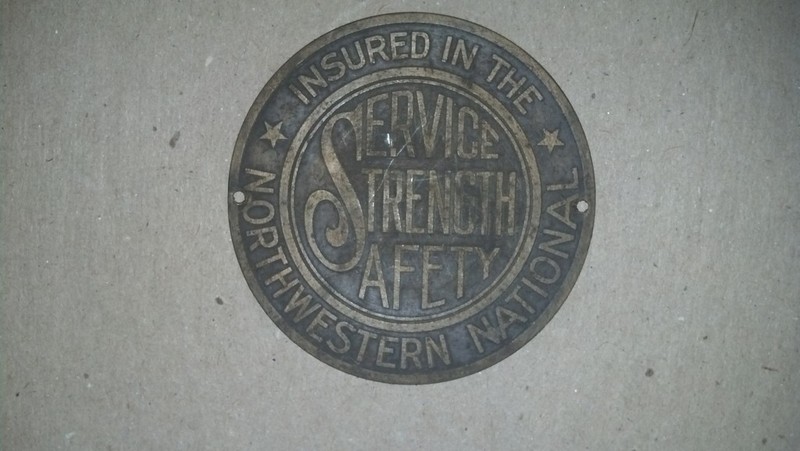 INSURED IN THE
NORTHWESTERN NATIONAL
SERVICE
STRENGTH
SAFETY